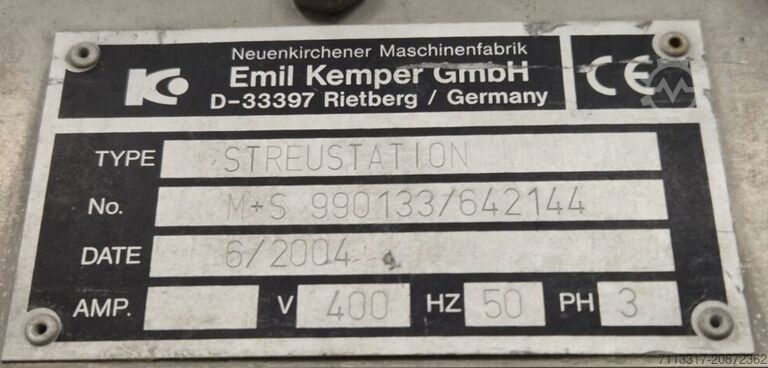 Neuenkirchener Maschinenfabrik
Emil Kemper GmbH
D-33397 Rietberg / Germany
CE
TYPE STREUSTATION
No. M+S 990133/642144
DATE 6/2004
AMP. V 400 HZ 50 PH 3
7113317-20872362